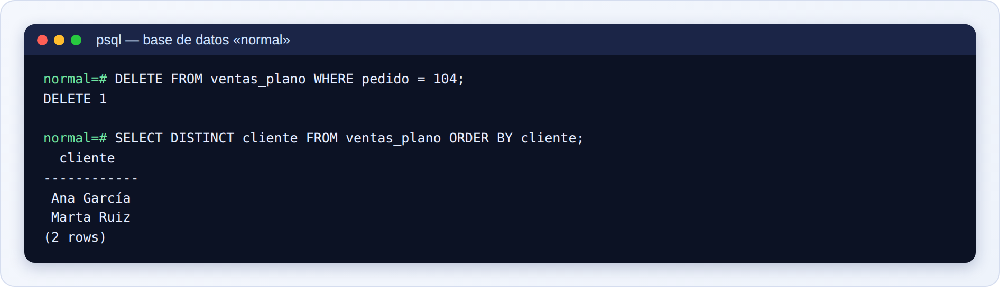 psql — base de datos «normal»
normal=# DELETE FROM ventas_plano WHERE pedido = 104;
DELETE 1
normal=# SELECT DISTINCT cliente FROM ventas_plano ORDER BY cliente;
  cliente
------------
 Ana García
 Marta Ruiz
(2 rows)